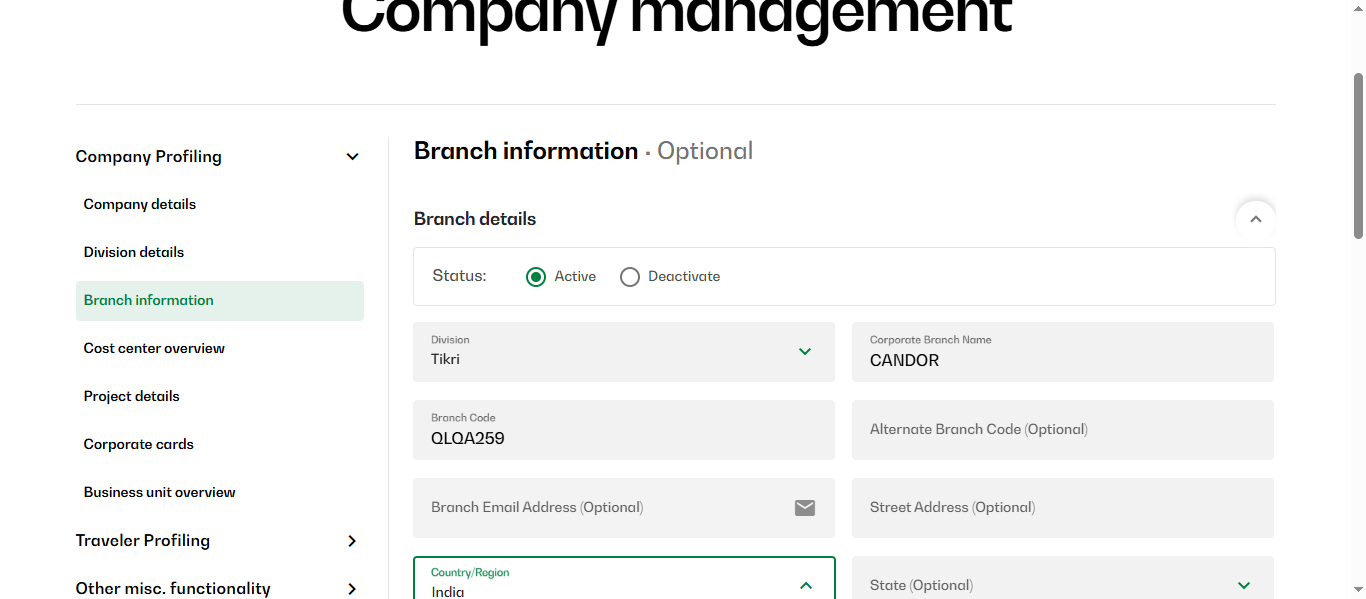 Company management
Company Profiling
Company details
Division details
Branch information
Cost center overview
Project details
Corporate cards
Business unit overview
Traveler Profiling
Other misc. functionality
Branch information · Optional
Branch details
Status: Active Deactivate
Division
Tikri
Corporate Branch Name
CANDOR
Branch Code
QLQA259
Alternate Branch Code (Optional)
Branch Email Address (Optional)
Street Address (Optional)
Country/Region
India
State (Optional)